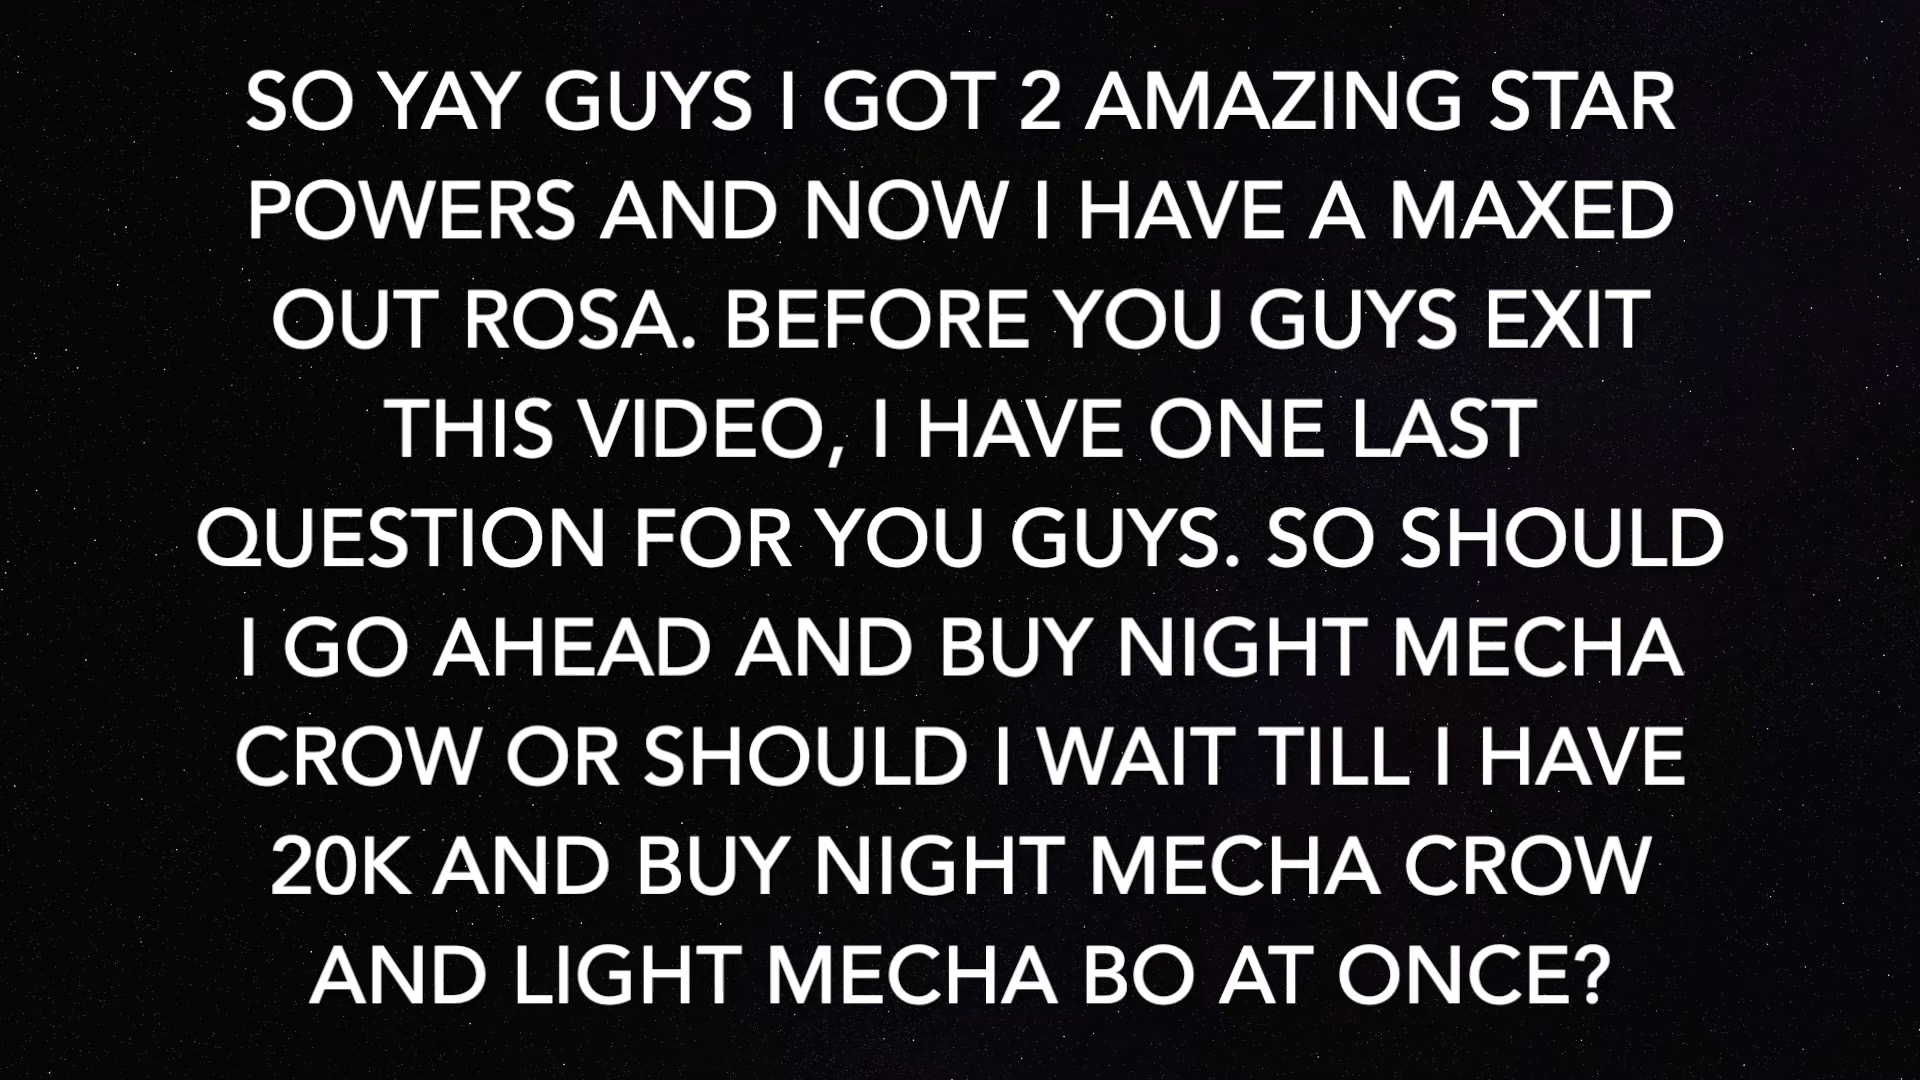 SO YAY GUYS I GOT 2 AMAZING STAR
POWERS AND NOW I HAVE A MAXED
OUT ROSA. BEFORE YOU GUYS EXIT
THIS VIDEO, I HAVE ONE LAST
QUESTION FOR YOU GUYS. SO SHOULD
I GO AHEAD AND BUY NIGHT MECHA
CROW OR SHOULD I WAIT TILL I HAVE
20K AND BUY NIGHT MECHA CROW
AND LIGHT MECHA BO AT ONCE?